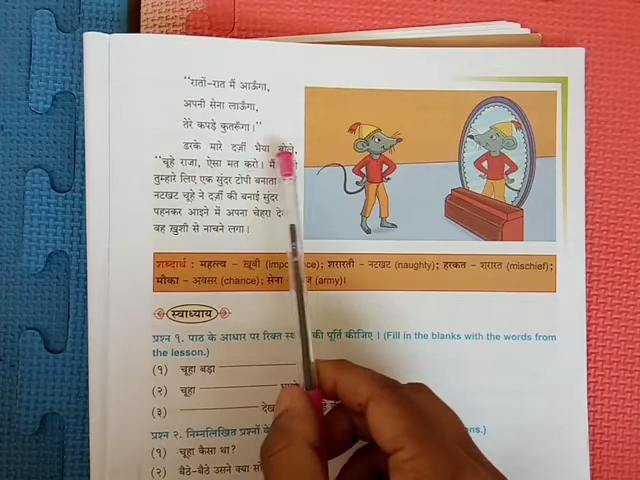 “रातों-रात मैं आऊँगा,
अपनी सेना लाऊँगा,
तेरे कपड़े कुतरूँगा।”
डरके मारे दर्ज़ी भैया बोले,
“चूहे राजा, ऐसा मत करो। मैं
तुम्हारे लिए एक सुंदर टोपी बनाता
नटखट चूहे ने दर्ज़ी की बनाई सुंदर
पहनकर आइने में अपना चेहरा
वह ख़ुशी से नाचने लगा।
शब्दार्थ : महत्त्व - ख़ूबी (importance); शरारती - नटखट (naughty); हरकत - शरारत (mischief);
मौका - अवसर (chance); सेना (army)।
स्वाध्याय
प्रश्न १. पाठ के आधार पर रिक्त की पूर्ति कीजिए। (Fill in the blanks with the words from
the lesson.)
(१) चूहा बड़ा
(२) चूहा
(३)
प्रश्न २. निम्नलिखित प्रश्नों
(१) चूहा कैसा था?
(२) बैठे-बैठे उसने क्या